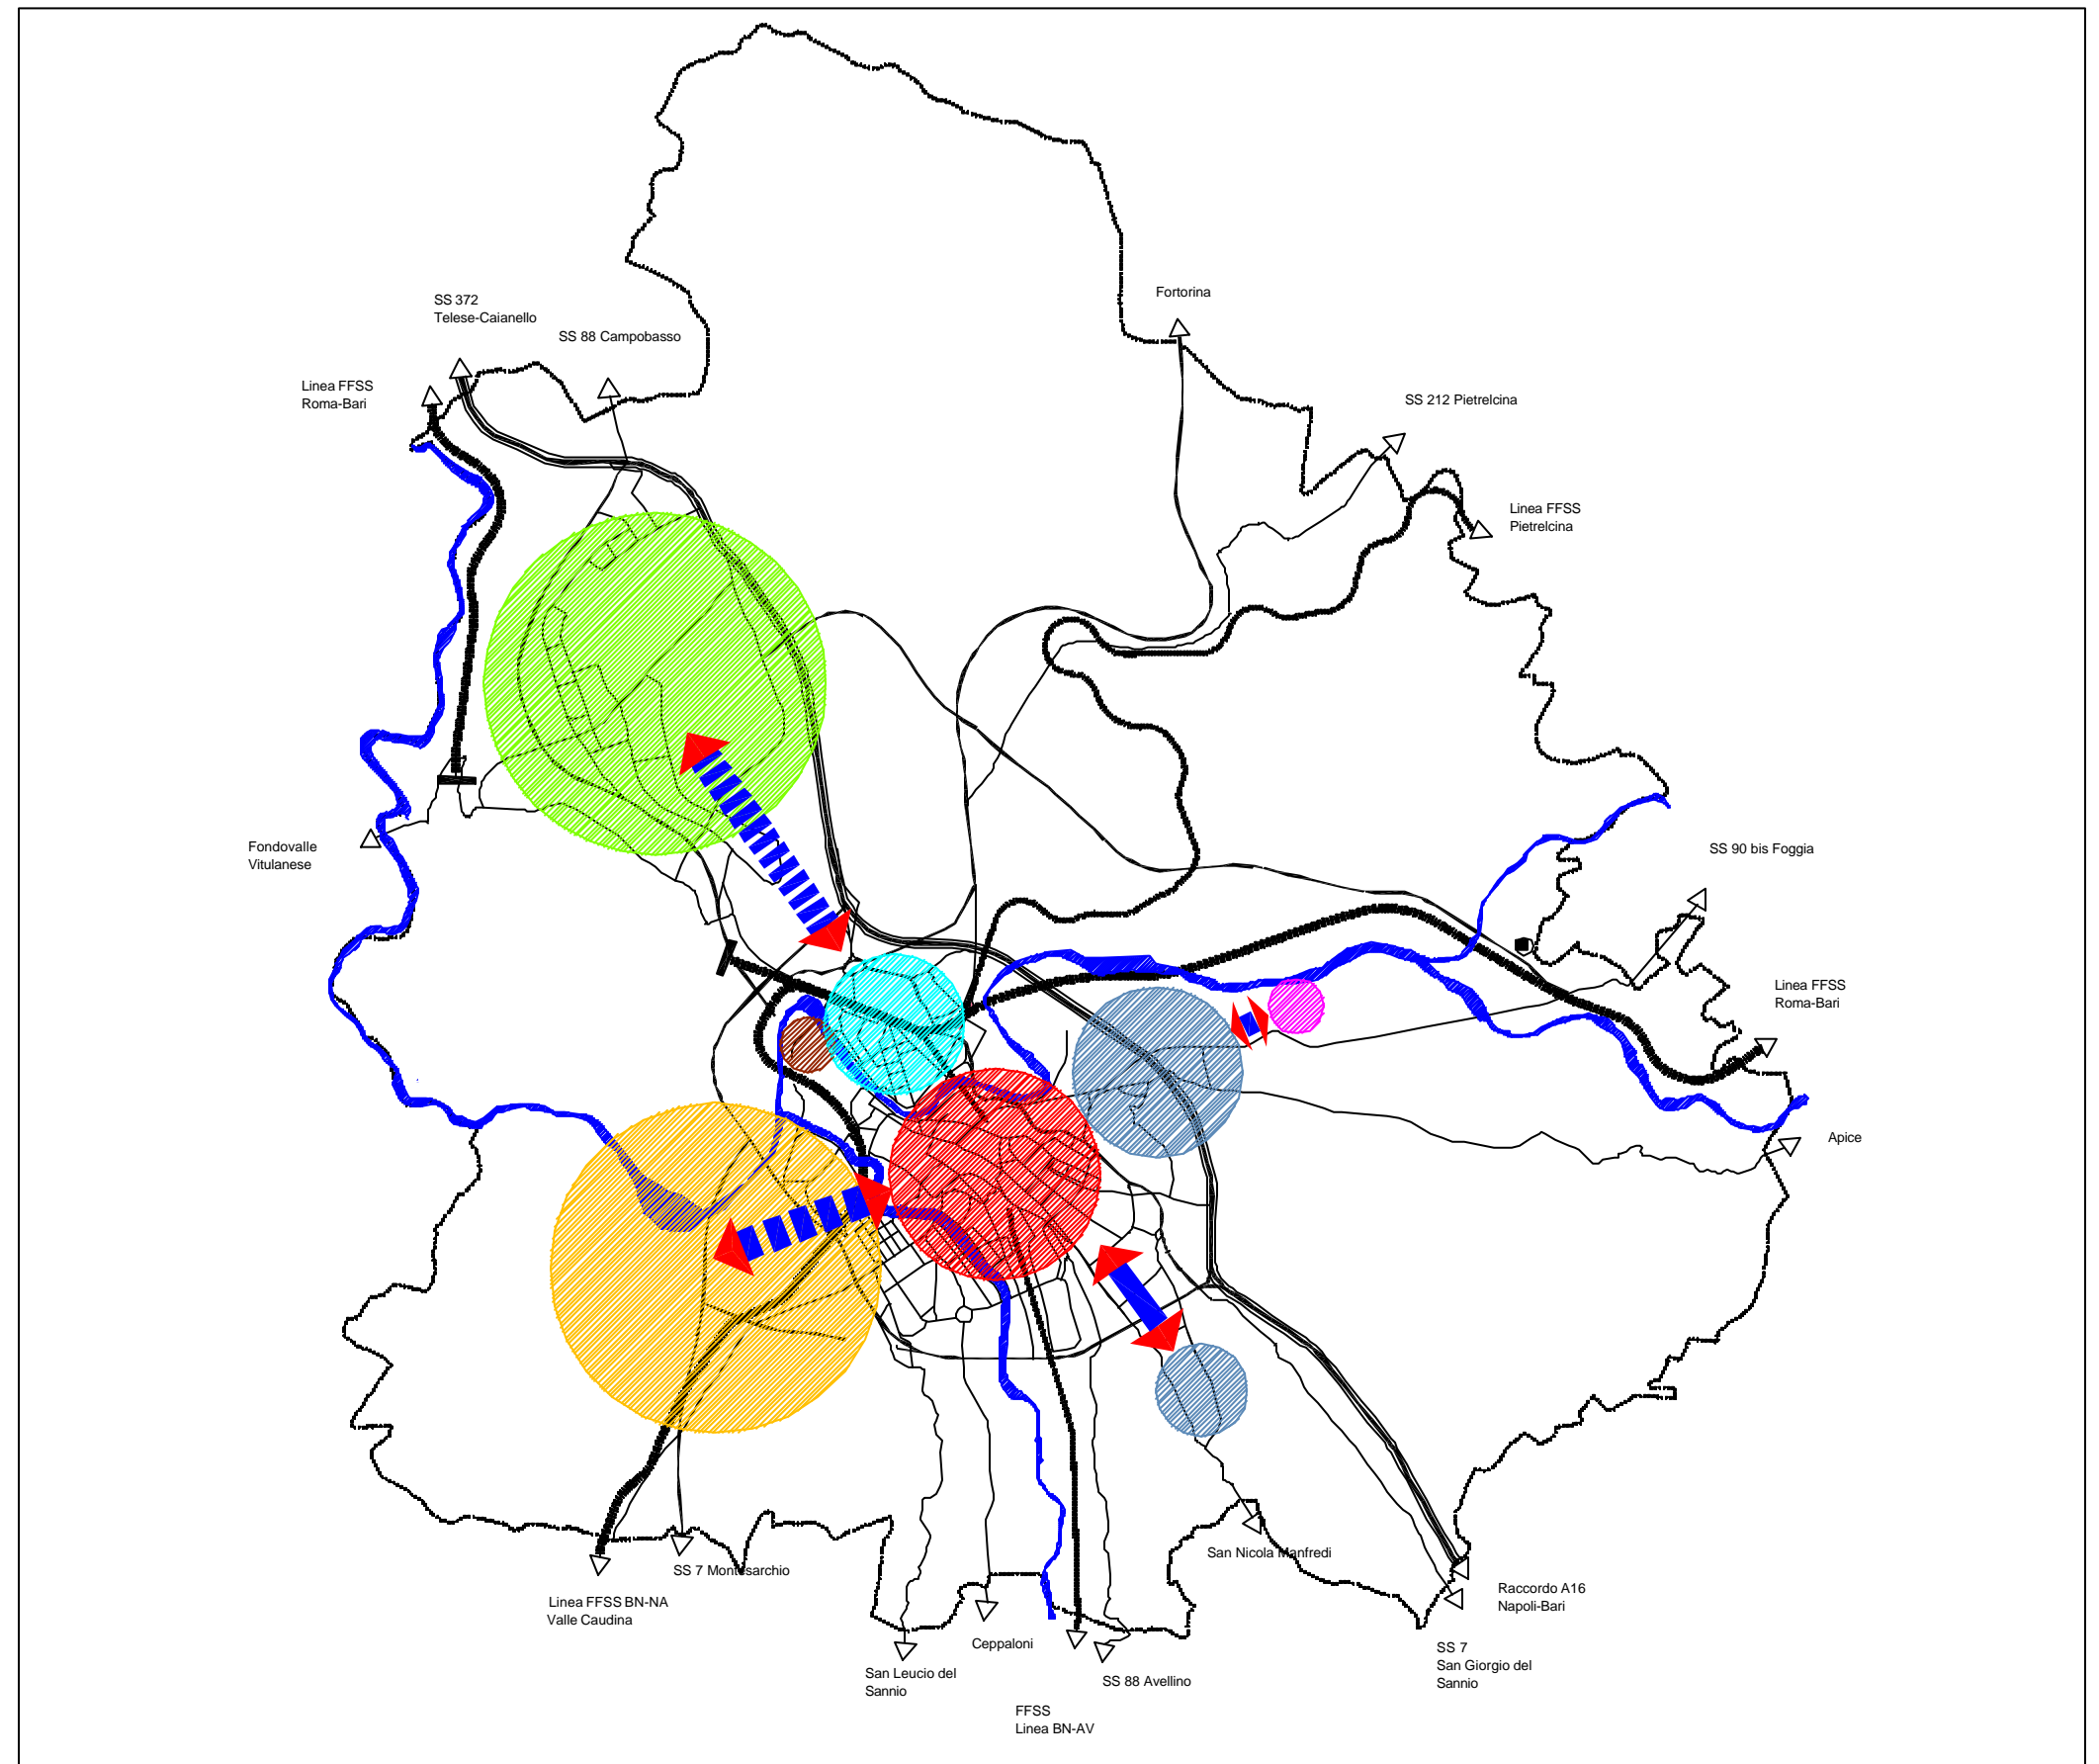 Fortorina
SS 372
Telese-Caianello
SS 88 Campobasso
Linea FFSS
Roma-Bari
SS 212 Pietrelcina
Linea FFSS
Pietrelcina
Fondovalle
Vitulanese
SS 90 bis Foggia
Linea FFSS
Roma-Bari
Apice
San Nicola Manfredi
SS 7 Montesarchio
Linea FFSS BN-NA
Valle Caudina
Raccordo A16
Napoli-Bari
Ceppaloni
San Leucio del
Sannio
SS 88 Avellino
SS 7
San Giorgio del
Sannio
FFSS
Linea BN-AV